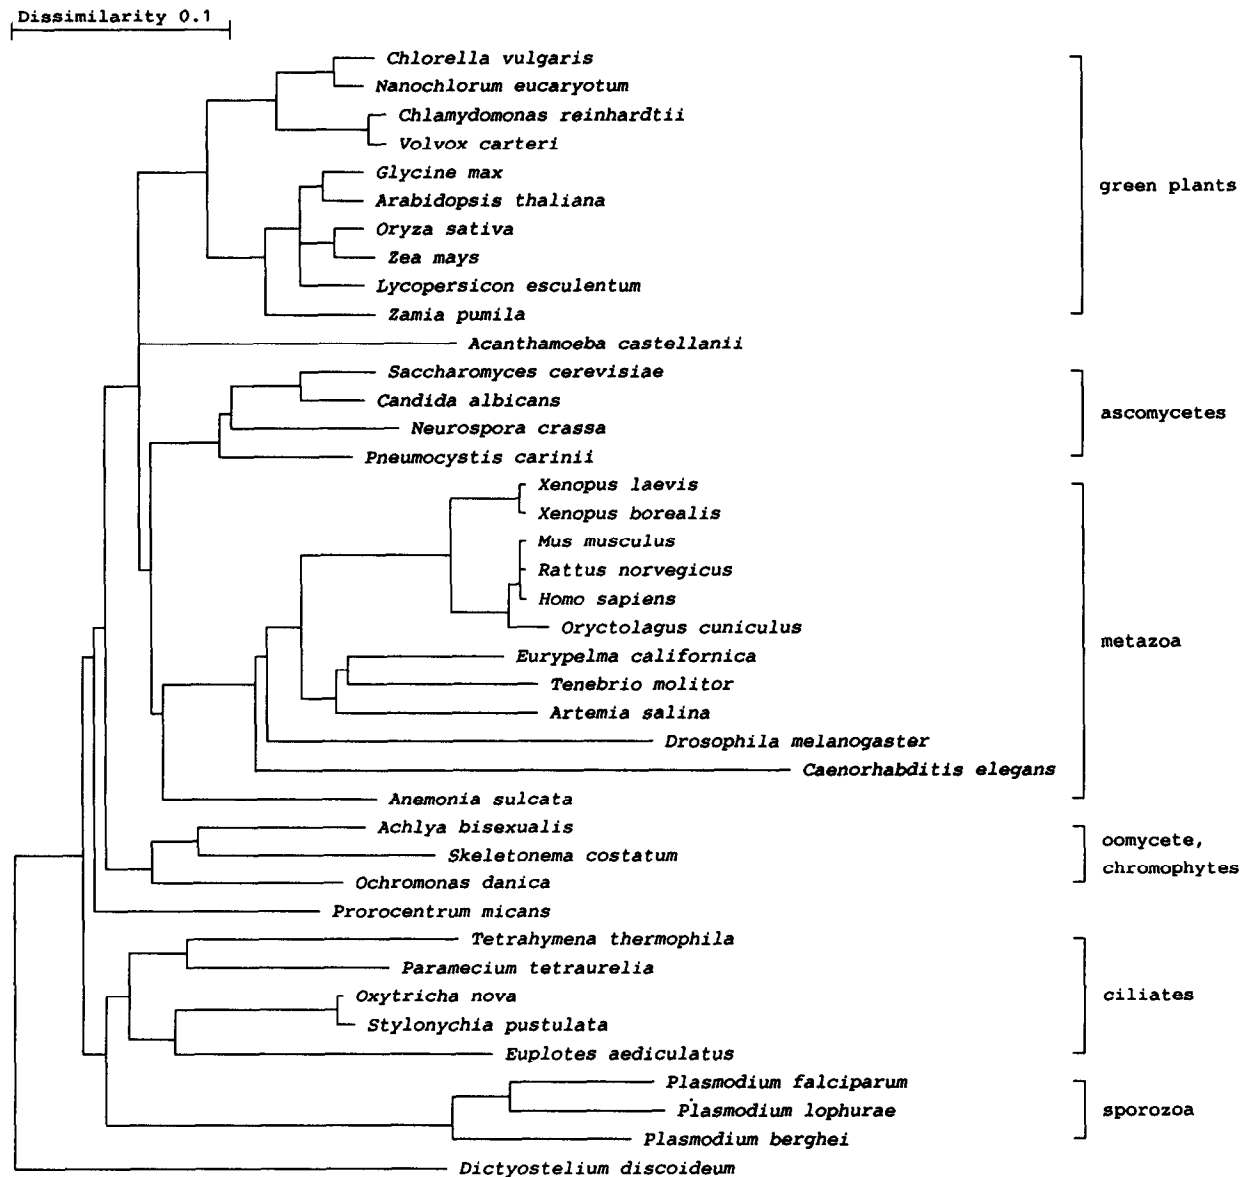 Dissimilarity 0.1
Chlorella vulgaris
Nanochlorum eucaryotum
Chlamydomonas reinhardtii
Volvox carteri
Glycine max
Arabidopsis thaliana
green plants
Oryza sativa
Zea mays
Lycopersicon esculentum
Zamia pumila
Acanthamoeba castellanii
Saccharomyces cerevisiae
Candida albicans
ascomycetes
Neurospora crassa
Pneumocystis carinii
Xenopus laevis
Xenopus borealis
Mus musculus
Rattus norvegicus
Homo sapiens
Oryctolagus cuniculus
metazoa
Eurypelma californica
Tenebrio molitor
Artemia salina
Drosophila melanogaster
Caenorhabditis elegans
Anemonia sulcata
Achlya bisexualis
oomycete,
Skeletonema costatum
chromophytes
Ochromonas danica
Prorocentrum micans
Tetrahymena thermophila
Paramecium tetraurelia
Oxytricha nova
ciliates
Stylonychia pustulata
Euplotes aediculatus
Plasmodium falciparum
Plasmodium lophurae
sporozoa
Plasmodium berghei
Dictyostelium discoideum